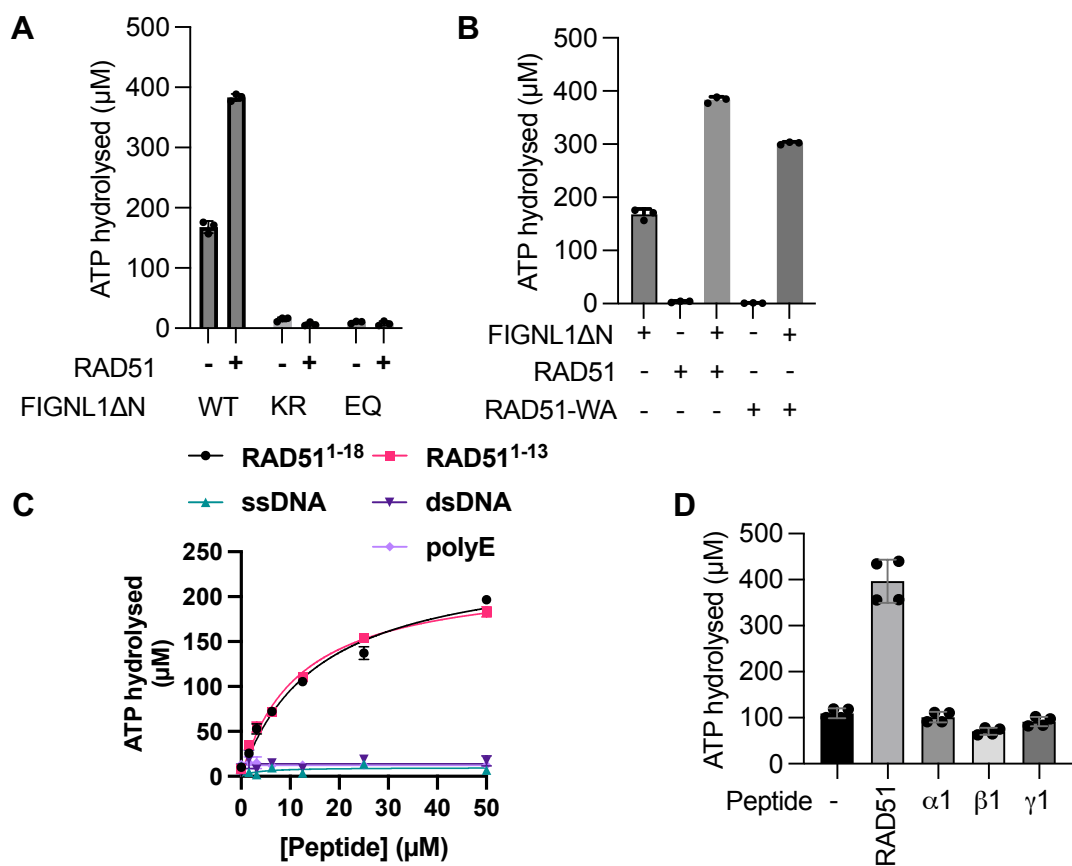 A
ATP hydrolysed (µM)
500
400
300
200
100
0
RAD51 - + - + - +
FIGNL1ΔN WT KR EQ
B
ATP hydrolysed (µM)
500
400
300
200
100
0
FIGNL1ΔN + - + - +
RAD51 - + + - -
RAD51-WA - - - + +
C
RAD51¹⁻¹⁸ RAD51¹⁻¹³
ssDNA dsDNA
polyE
ATP hydrolysed
(µM)
250
200
150
100
50
0
0 10 20 30 40 50
[Peptide] (µM)
D
ATP hydrolysed (µM)
500
400
300
200
100
0
Peptide - RAD51 α1 β1 γ1